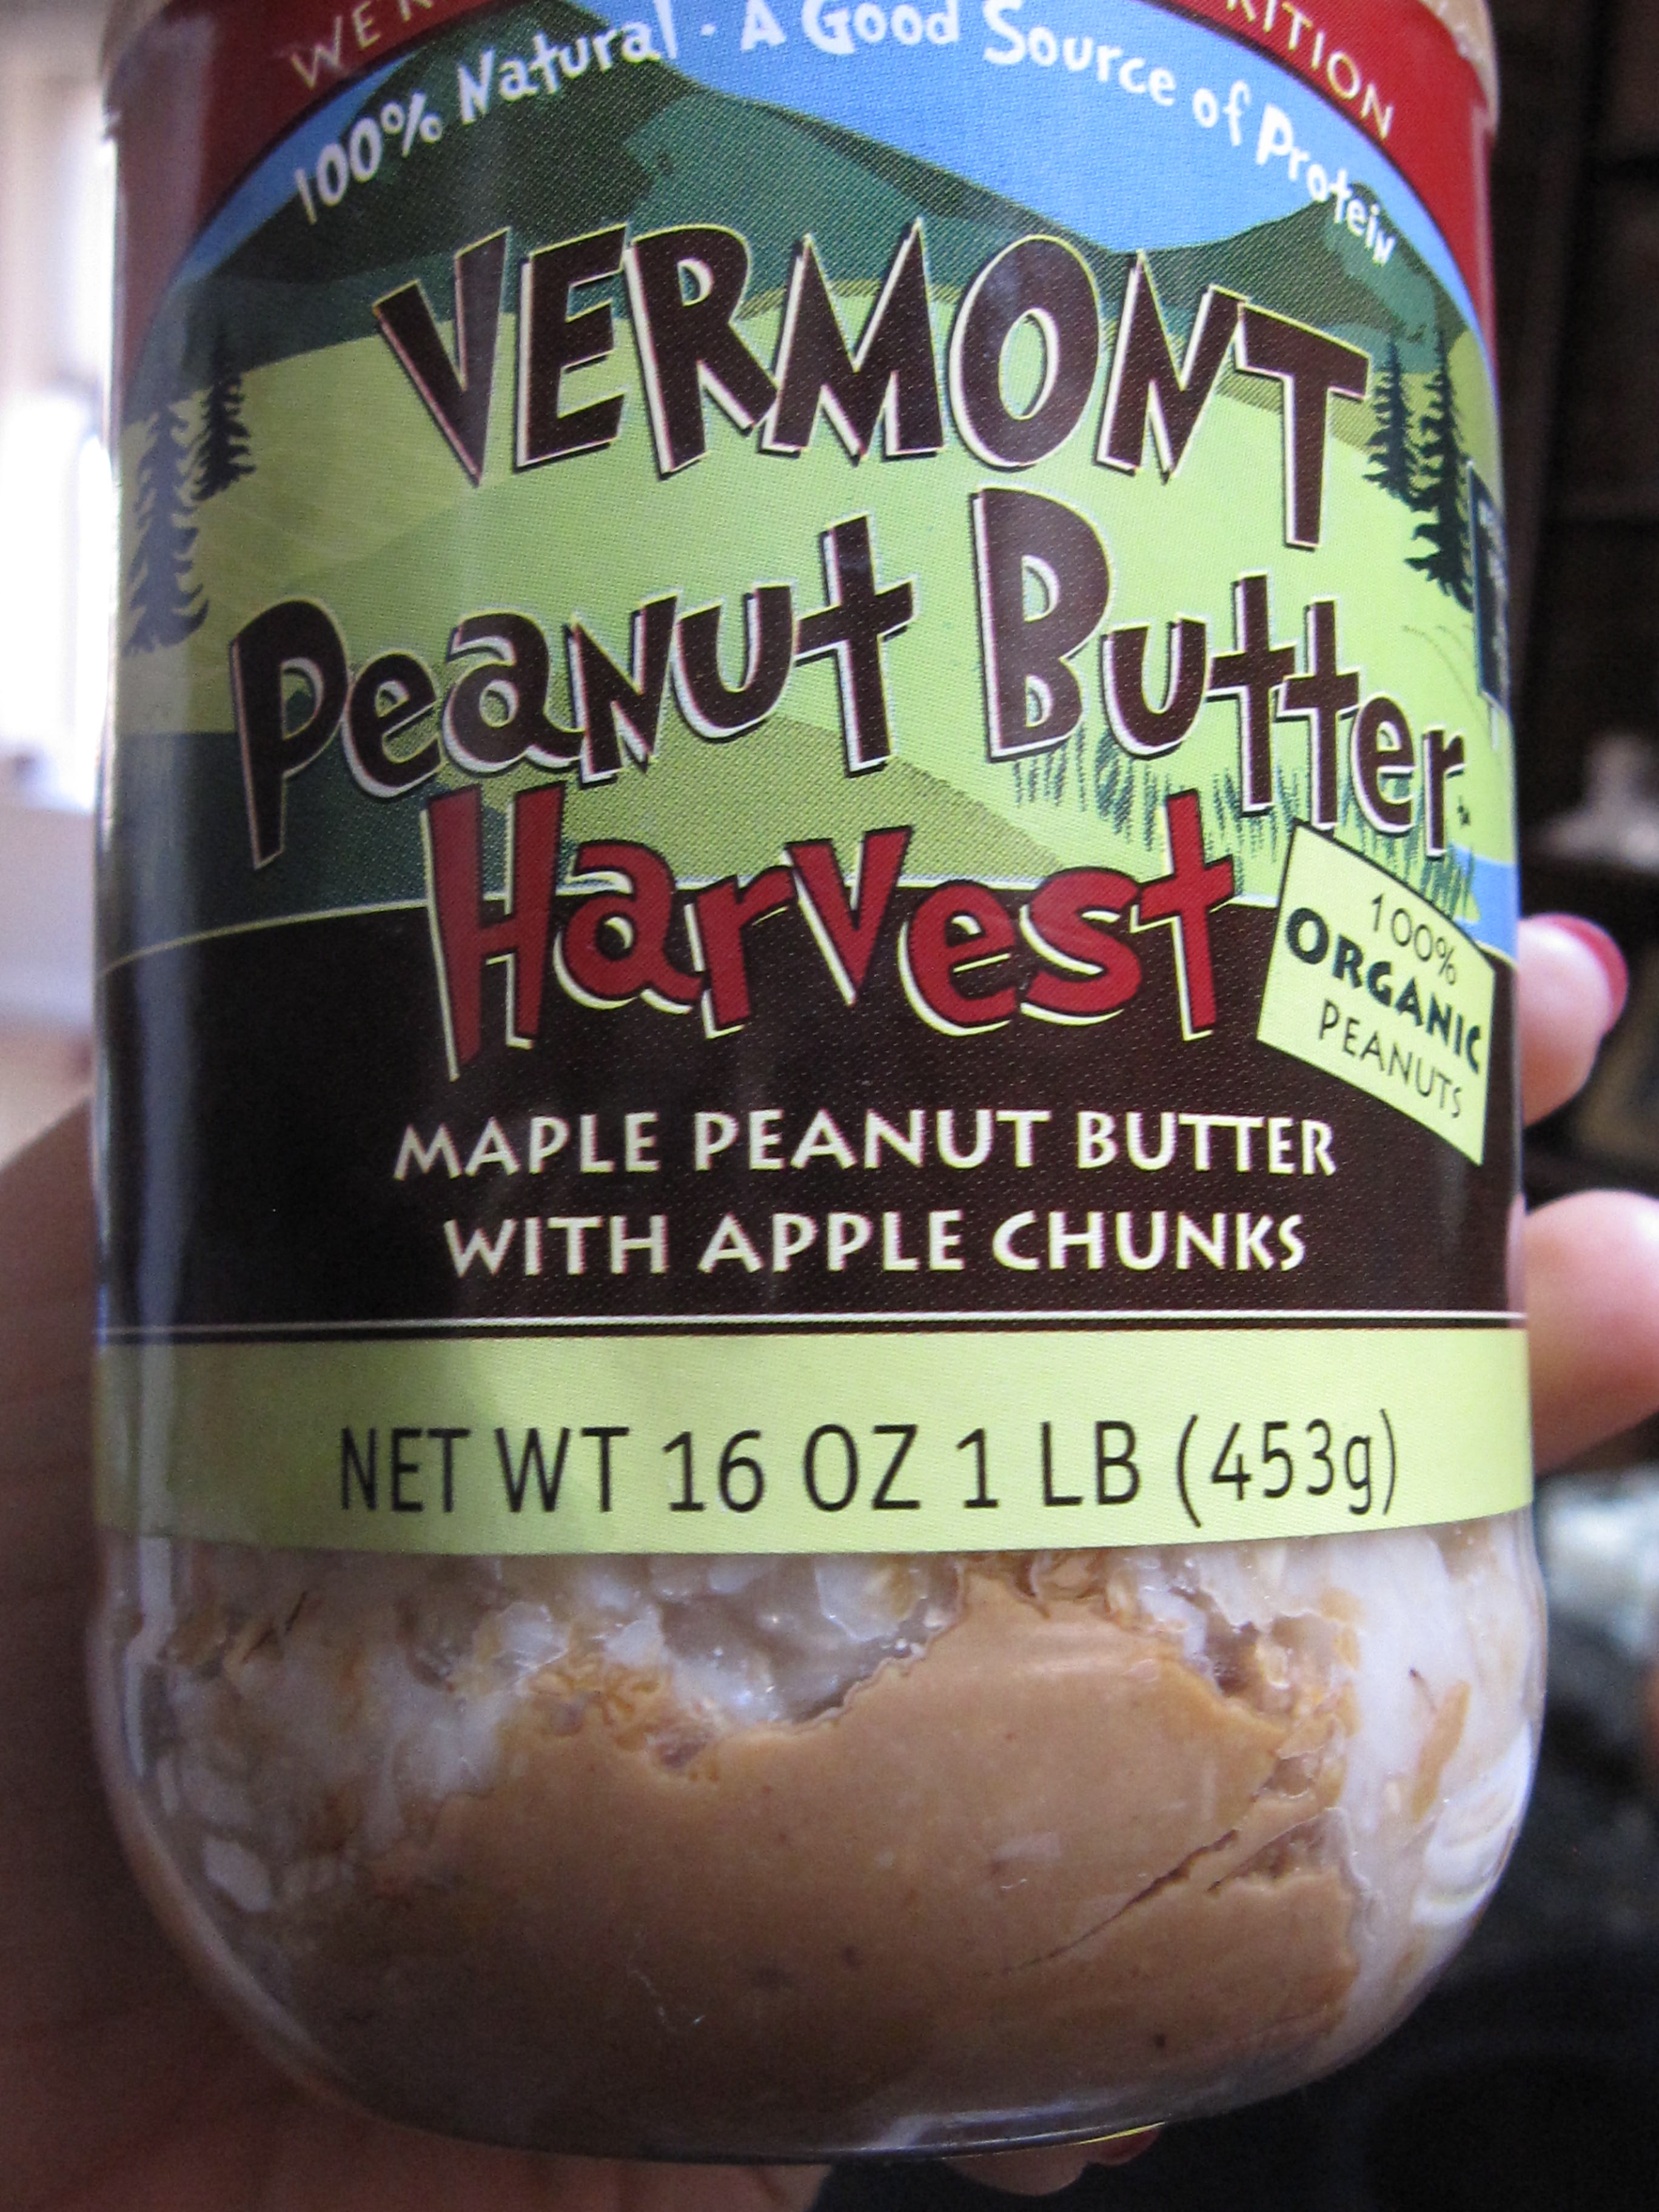 100% Natural · A Good Source of Protein
VERMONT
Peanut Butter
Harvest
100%
ORGANIC
PEANUTS
MAPLE PEANUT BUTTER
WITH APPLE CHUNKS
NET WT 16 OZ 1 LB (453g)